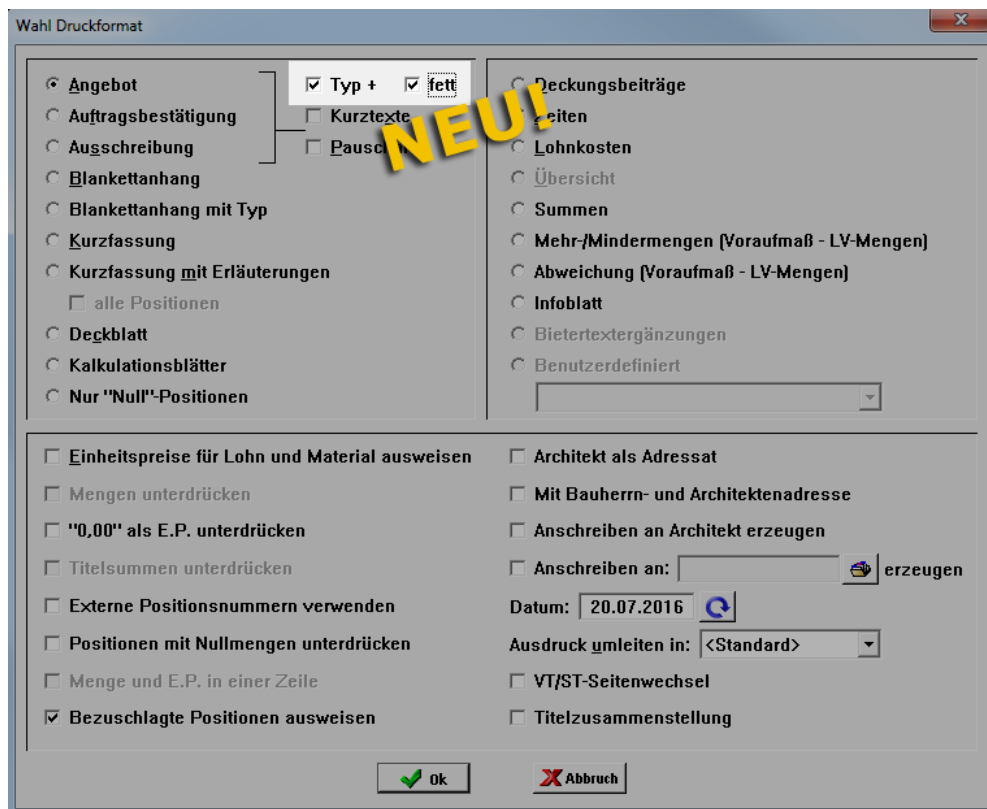 Wahl Druckformat
Angebot
Auftragsbestätigung
Ausschreibung
Blankettanhang
Blankettanhang mit Typ
Kurzfassung
Kurzfassung mit Erläuterungen
alle Positionen
Deckblatt
Kalkulationsblätter
Nur "Null"-Positionen
Typ + fett
Kurztexte
NEU!
Deckungsbeiträge
Zeiten
Lohnkosten
Übersicht
Summen
Mehr-/Mindermengen (Voraufmaß - LV-Mengen)
Abweichung (Voraufmaß - LV-Mengen)
Infoblatt
Bietertextergänzungen
Benutzerdefiniert
Einheitspreise für Lohn und Material ausweisen
Mengen unterdrücken
"0,00" als E.P. unterdrücken
Titelsummen unterdrücken
Externe Positionsnummern verwenden
Positionen mit Nullmengen unterdrücken
Menge und E.P. in einer Zeile
Bezuschlagte Positionen ausweisen
Architekt als Adressat
Mit Bauherrn- und Architektenadresse
Anschreiben an Architekt erzeugen
Anschreiben an: erzeugen
Datum: 20.07.2016
Ausdruck umleiten in: <Standard>
VT/ST-Seitenwechsel
Titelzusammenstellung
Ok
Abbruch